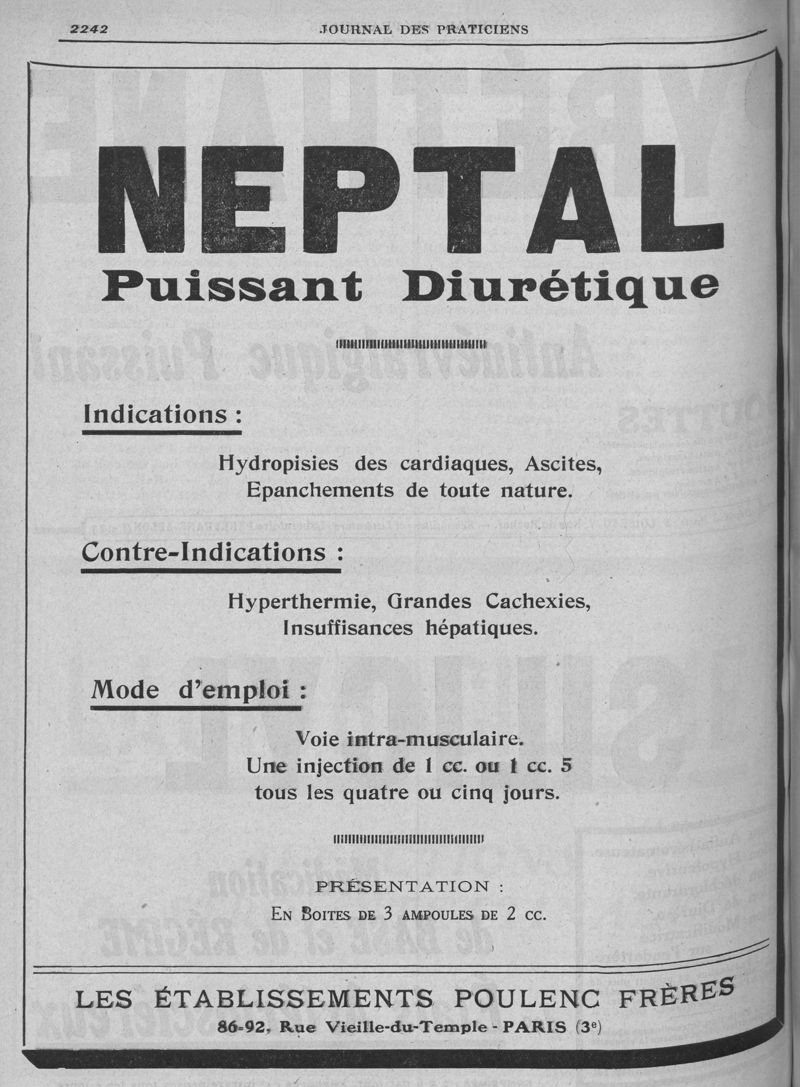 2242
JOURNAL DES PRATICIENS
NEPTAL
Puissant Diurétique
Indications :
Hydropisies des cardiaques, Ascites,
Epanchements de toute nature.
Contre-Indications :
Hyperthermie, Grandes Cachexies,
Insuffisances hépatiques.
Mode d'emploi :
Voie intra-musculaire.
Une injection de 1 cc. ou 1 cc. 5
tous les quatre ou cinq jours.
PRÉSENTATION :
EN BOITES DE 3 AMPOULES DE 2 CC.
LES ÉTABLISSEMENTS POULENC FRÈRES
86-92, Rue Vieille-du-Temple - PARIS (3e)